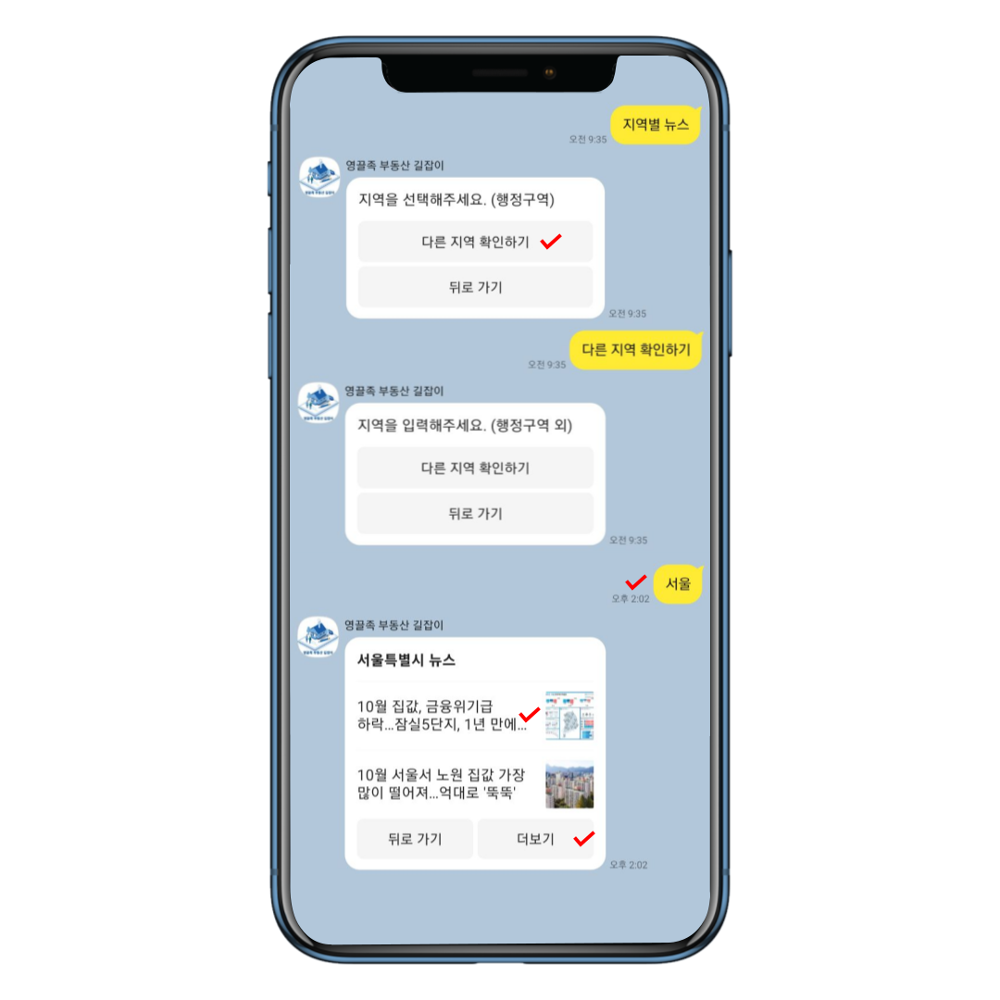 지역별 뉴스
오전 9:35
영끌족 부동산 길잡이
지역을 선택해주세요. (행정구역)
다른 지역 확인하기
뒤로 가기
오전 9:35
다른 지역 확인하기
오전 9:35
영끌족 부동산 길잡이
지역을 입력해주세요. (행정구역 외)
다른 지역 확인하기
뒤로 가기
오전 9:35
서울
오후 2:02
영끌족 부동산 길잡이
서울특별시 뉴스
10월 집값, 금융위기급
하락...잠실5단지, 1년 만에...
10월 서울서 노원 집값 가장
많이 떨어져...억대로 '뚝뚝'
뒤로 가기
더보기
오후 2:02